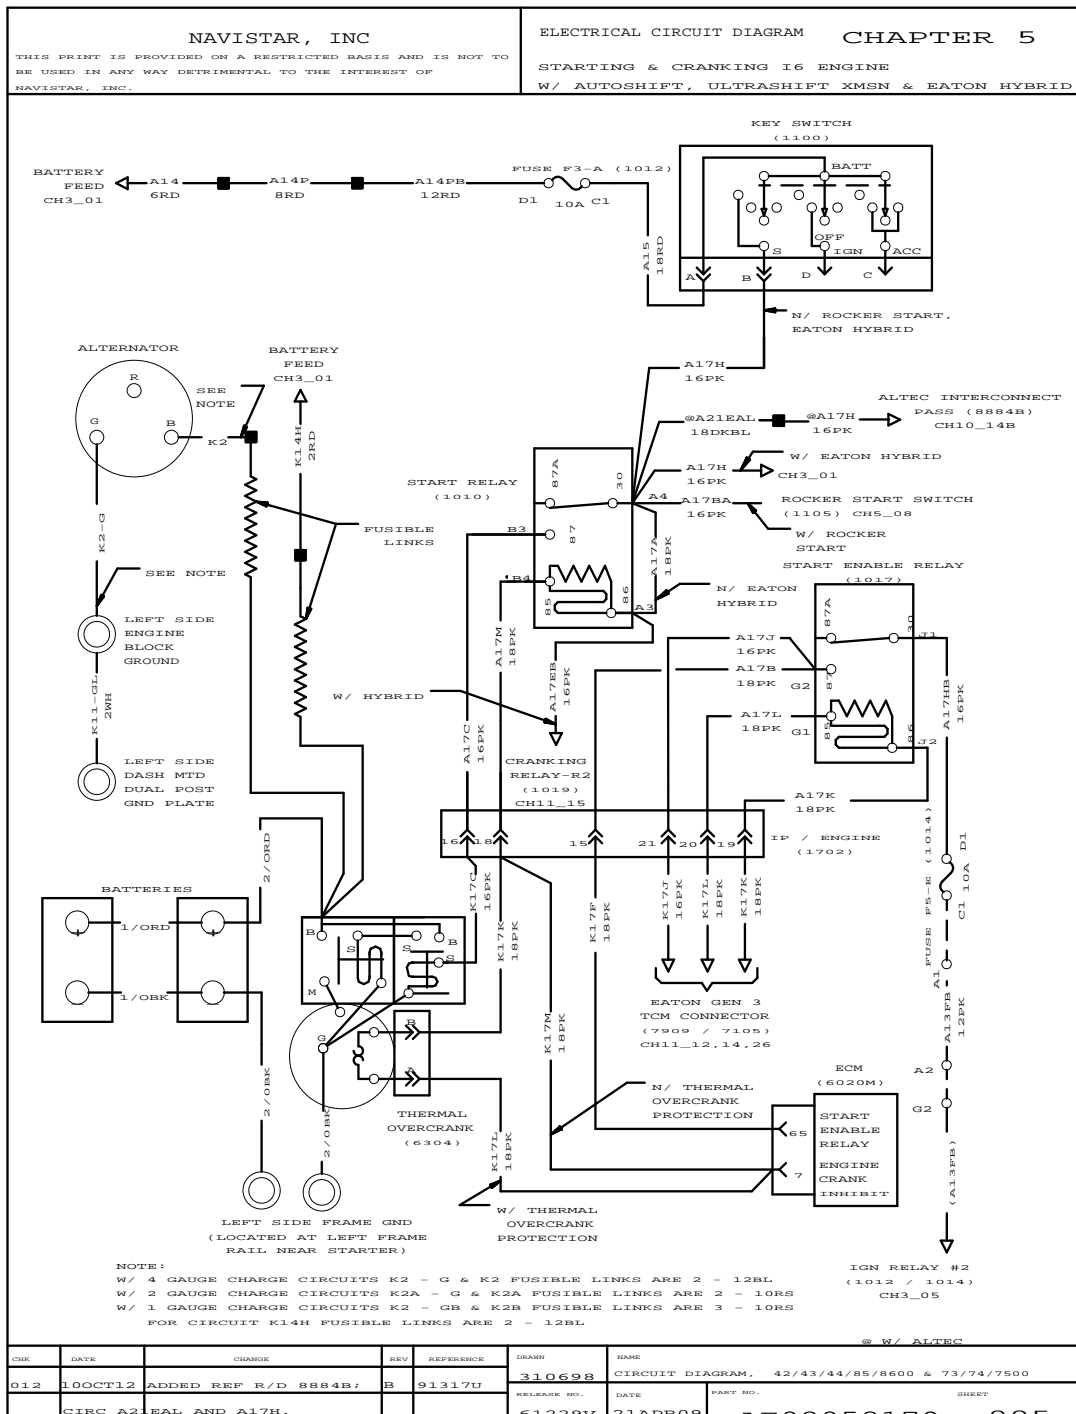 NAVISTAR, INC
THIS PRINT IS PROVIDED ON A RESTRICTED BASIS AND IS NOT TO
BE USED IN ANY WAY DETRIMENTAL TO THE INTEREST OF
NAVISTAR, INC.
ELECTRICAL CIRCUIT DIAGRAM CHAPTER 5
STARTING & CRANKING I6 ENGINE
W/ AUTOSHIFT, ULTRASHIFT XMSN & EATON HYBRID
KEY SWITCH
(1100)
BATTERY
FEED
CH3_01
A14
6RD
A14P
8RD
A14PB
12RD
FUSE F3-A (1012)
D1 10A C1
A15
18RD
BATT
OFF
S IGN ACC
A B D C
N/ ROCKER START,
EATON HYBRID
ALTERNATOR
R
G B
SEE
NOTE
K2
BATTERY
FEED
CH3_01
K14H
2RD
A17H
16PK
@A21EAL
18DKBL
@A17H
16PK
ALTEC INTERCONNECT
PASS (8884B)
CH10_14B
A17H
16PK
W/ EATON HYBRID
CH3_01
START RELAY
(1010)
87A 30
87
85 86
B3
B4
A4
A3
A17BA
16PK
ROCKER START SWITCH
(1105) CH5_08
W/ ROCKER
START
A17A
18PK
FUSIBLE
LINKS
K2-G
SEE NOTE
LEFT SIDE
ENGINE
BLOCK
GROUND
K11-GL
2WH
LEFT SIDE
DASH MTD
DUAL POST
GND PLATE
N/ EATON
HYBRID
START ENABLE RELAY
(1017)
87A 30
87
85 86
J1
J2
G2
G1
A17J
16PK
A17B
18PK
A17L
18PK
A17K
18PK
A17HB
16PK
A17M
18PK
A17C
16PK
W/ HYBRID
A17EB
16PK
CRANKING
RELAY-R2
(1019)
CH11_15
16 18 15 21 20 19
IP / ENGINE
(1702)
FUSE F5-E (1014)
C1 10A D1
BATTERIES
1/ORD
1/OBK
2/ORD
2/OBK
2/OBK
B S S B
S
M
G
B
A
K17C
16PK
K17K
18PK
K17M
18PK
K17F
18PK
K17J
16PK
K17L
18PK
K17K
18PK
EATON GEN 3
TCM CONNECTOR
(7909 / 7105)
CH11_12,14,26
A1
A13FB
12PK
A2
G2
(A13FB)
IGN RELAY #2
(1012 / 1014)
CH3_05
THERMAL
OVERCRANK
(6304)
K17L
18PK
N/ THERMAL
OVERCRANK
PROTECTION
W/ THERMAL
OVERCRANK
PROTECTION
ECM
(6020M)
65
START
ENABLE
RELAY
7
ENGINE
CRANK
INHIBIT
LEFT SIDE FRAME GND
(LOCATED AT LEFT FRAME
RAIL NEAR STARTER)
NOTE:
W/ 4 GAUGE CHARGE CIRCUITS K2 - G & K2 FUSIBLE LINKS ARE 2 - 12BL
W/ 2 GAUGE CHARGE CIRCUITS K2A - G & K2A FUSIBLE LINKS ARE 2 - 10RS
W/ 1 GAUGE CHARGE CIRCUITS K2 - GB & K2B FUSIBLE LINKS ARE 3 - 10RS
FOR CIRCUIT K14H FUSIBLE LINKS ARE 2 - 12BL
@ W/ ALTEC
CHK DATE CHANGE REV REFERENCE
012 10OCT12 ADDED REF R/D 8884B; B 91317U
CIRC A21EAL AND A17H.
DRAWN
310698
NAME
CIRCUIT DIAGRAM, 42/43/44/85/8600 & 73/74/7500
RELEASE NO. DATE PART NO. SHEET